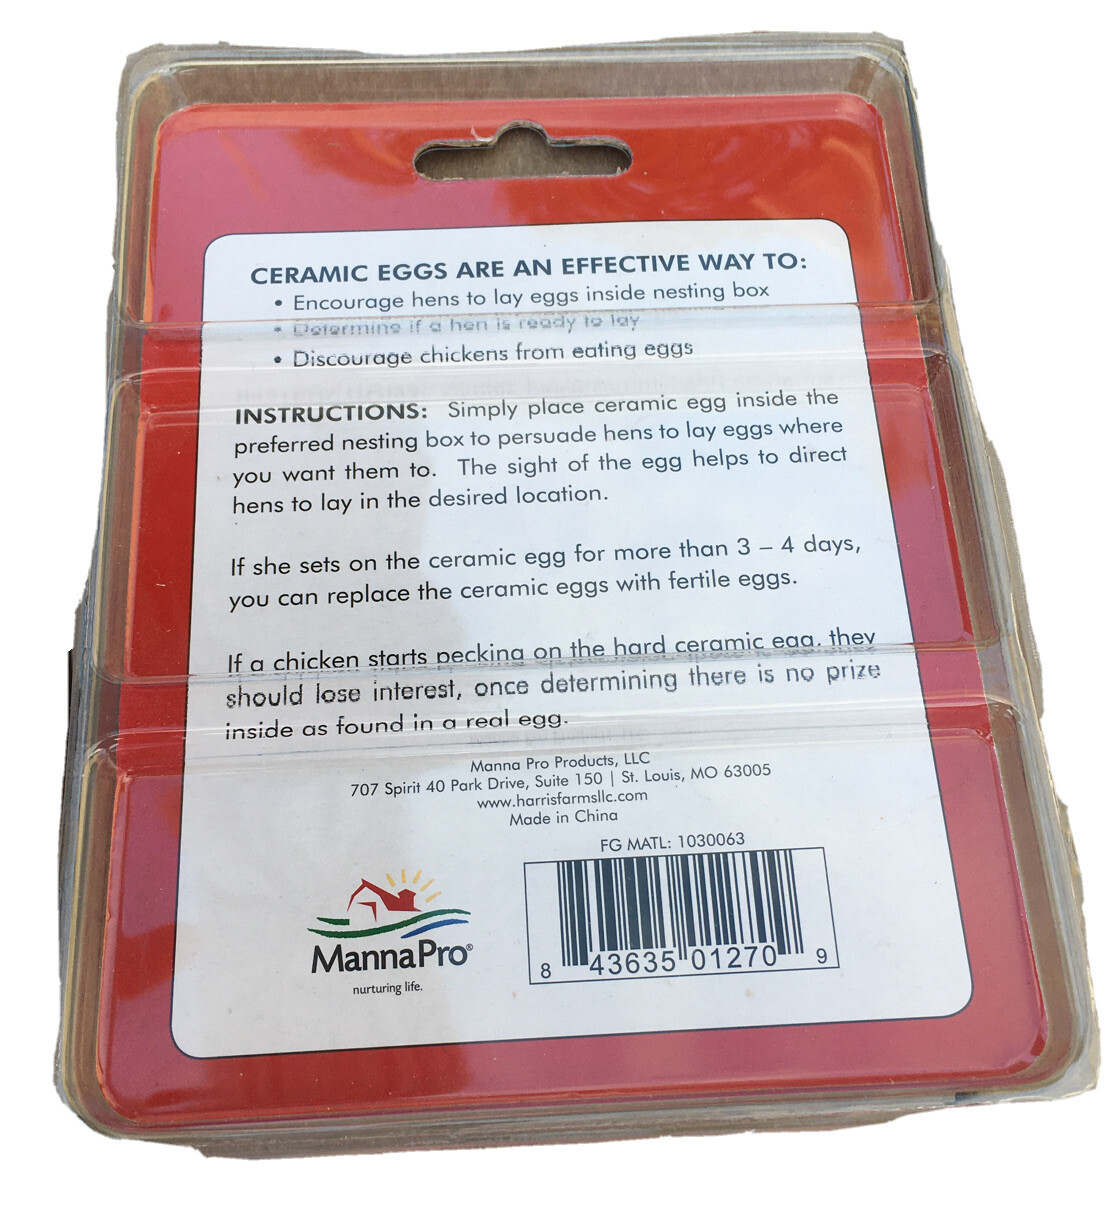 CERAMIC EGGS ARE AN EFFECTIVE WAY TO:
• Encourage hens to lay eggs inside nesting box
• Determine if a hen is ready to lay
• Discourage chickens from eating eggs
INSTRUCTIONS: Simply place ceramic egg inside the
preferred nesting box to persuade hens to lay eggs where
you want them to. The sight of the egg helps to direct
hens to lay in the desired location.
If she sets on the ceramic egg for more than 3 – 4 days,
you can replace the ceramic eggs with fertile eggs.
If a chicken starts pecking on the hard ceramic egg, they
should lose interest, once determining there is no prize
inside as found in a real egg.
Manna Pro Products, LLC
707 Spirit 40 Park Drive, Suite 150 | St. Louis, MO 63005
www.harrisfarmsllc.com
Made in China
FG MATL: 1030063
8 43635 01270 9
MannaPro®
nurturing life.